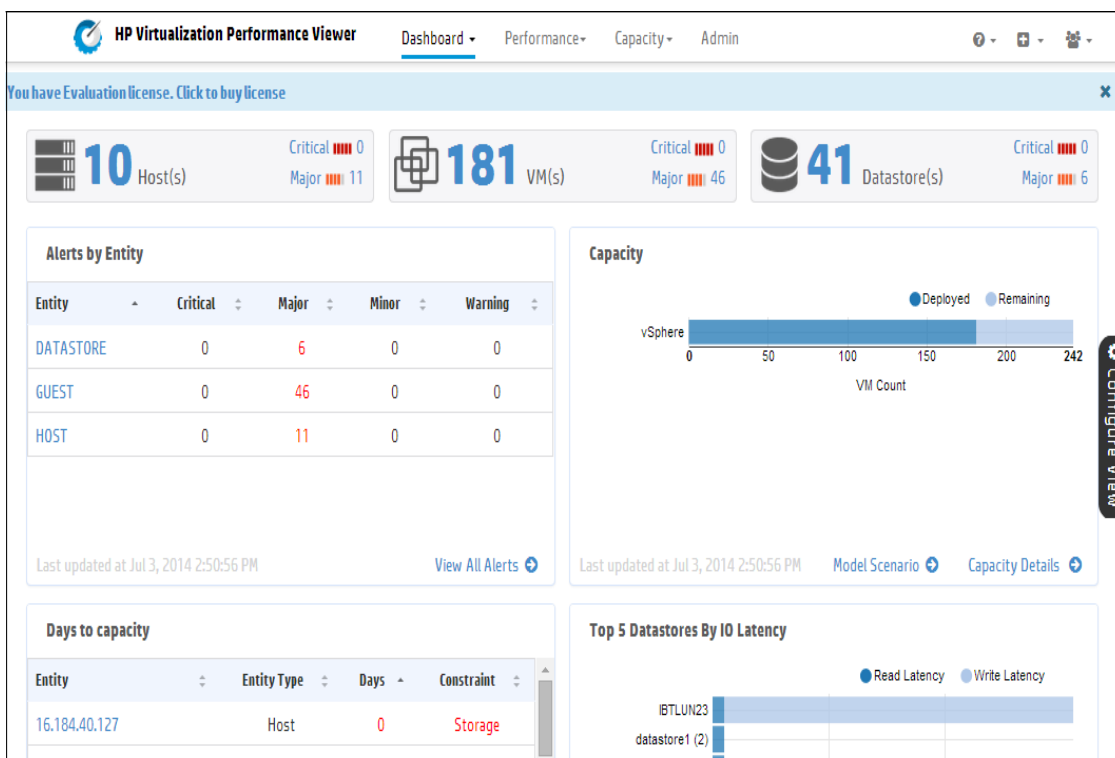 HP Virtualization Performance Viewer
Dashboard
Performance
Capacity
Admin
You have Evaluation license. Click to buy license
10 Host(s)
Critical 0
Major 11
181 VM(s)
Critical 0
Major 46
41 Datastore(s)
Critical 0
Major 6
Alerts by Entity
Entity Critical Major Minor Warning
DATASTORE 0 6 0 0
GUEST 0 46 0 0
HOST 0 11 0 0
Last updated at Jul 3, 2014 2:50:56 PM
View All Alerts
Capacity
Deployed Remaining
vSphere
0 50 100 150 200 242
VM Count
Last updated at Jul 3, 2014 2:50:56 PM
Model Scenario
Capacity Details
Configure View
Days to capacity
Entity Entity Type Days Constraint
16.184.40.127 Host 0 Storage
Top 5 Datastores By IO Latency
Read Latency Write Latency
IBTLUN23
datastore1 (2)